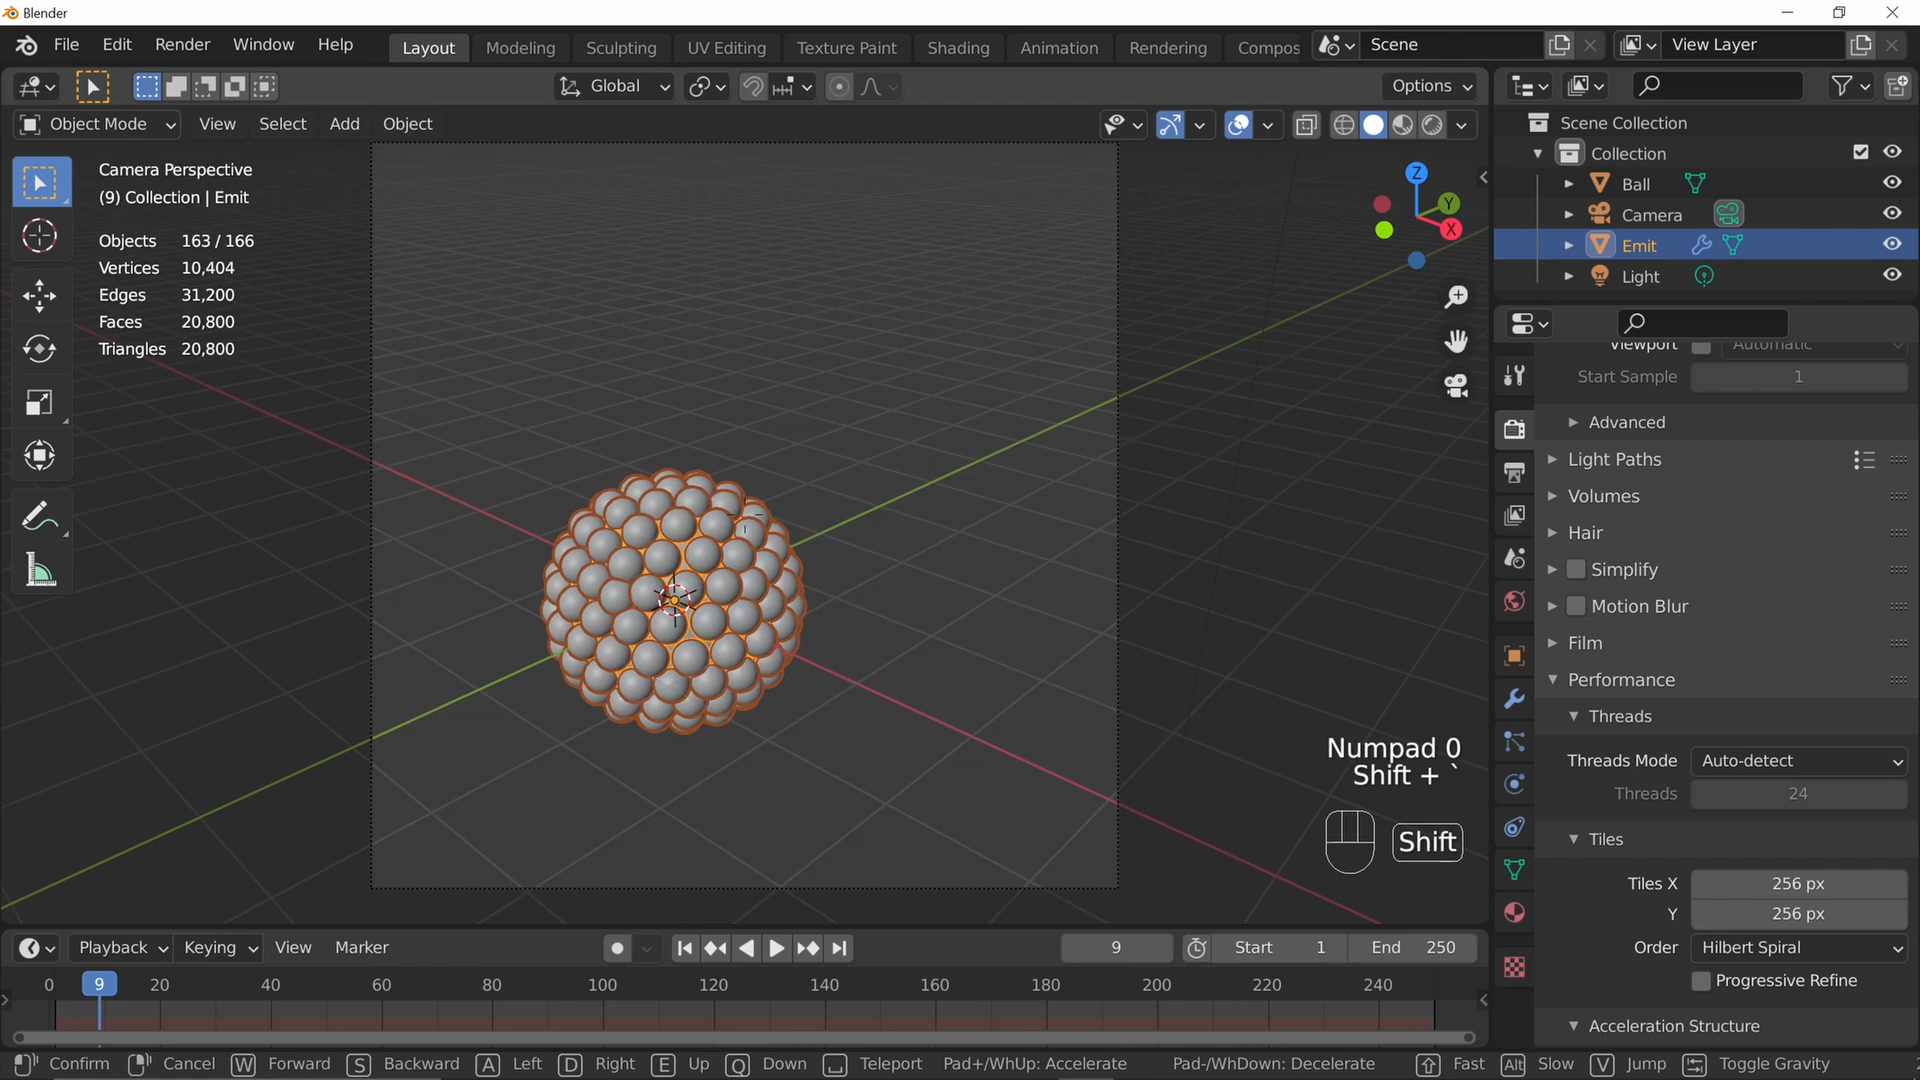 Blender
File Edit Render Window Help Layout Modeling Sculpting UV Editing Texture Paint Shading Animation Rendering Compos Scene View Layer
Global Options
Object Mode View Select Add Object
Camera Perspective
(9) Collection | Emit
Objects 163 / 166
Vertices 10,404
Edges 31,200
Faces 20,800
Triangles 20,800
Z
Y
X
Numpad 0
Shift + `
Shift
Scene Collection
Collection
Ball
Camera
Emit
Light
Viewport Automatic
Start Sample 1
Advanced
Light Paths
Volumes
Hair
Simplify
Motion Blur
Film
Performance
Threads
Threads Mode Auto-detect
Threads 24
Tiles
Tiles X 256 px
Y 256 px
Order Hilbert Spiral
Progressive Refine
Acceleration Structure
Playback Keying View Marker 9 Start 1 End 250
0 9 20 40 60 80 100 120 140 160 180 200 220 240
Confirm Cancel W Forward S Backward A Left D Right E Up Q Down Teleport Pad+/WhUp: Accelerate Pad-/WhDown: Decelerate Fast Alt Slow V Jump Toggle Gravity